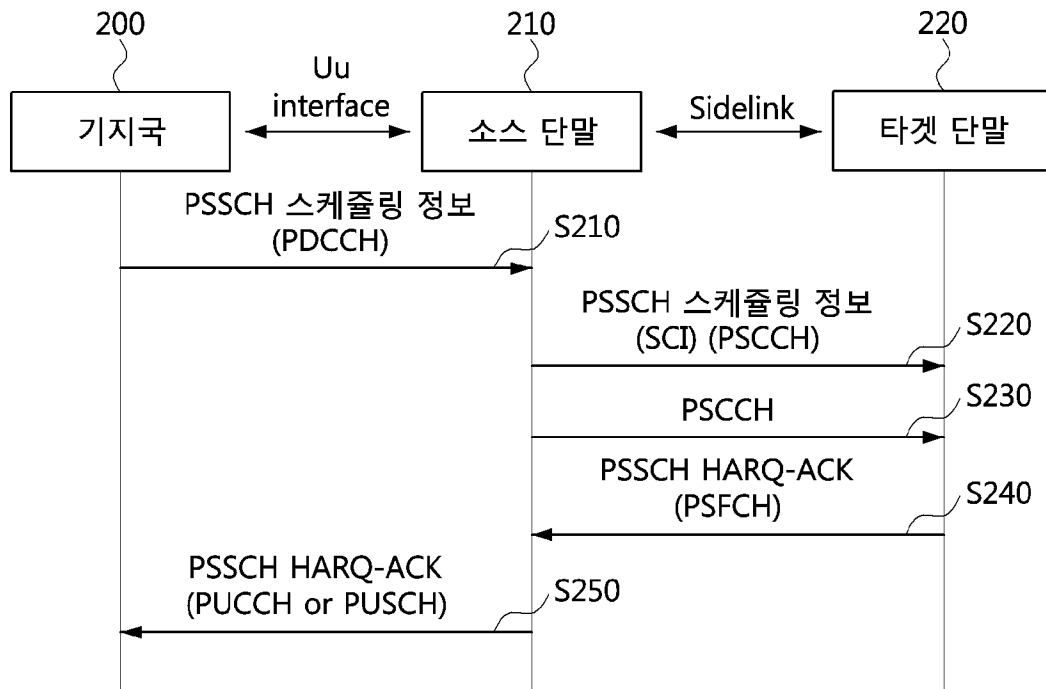 200
210
220
Uu
interface
Sidelink
기지국
소스 단말
타겟 단말
PSSCH 스케쥴링 정보
(PDCCH)
S210
PSSCH 스케쥴링 정보
(SCI) (PSCCH)
S220
PSCCH
S230
PSSCH HARQ-ACK
(PSFCH)
S240
PSSCH HARQ-ACK
(PUCCH or PUSCH)
S250